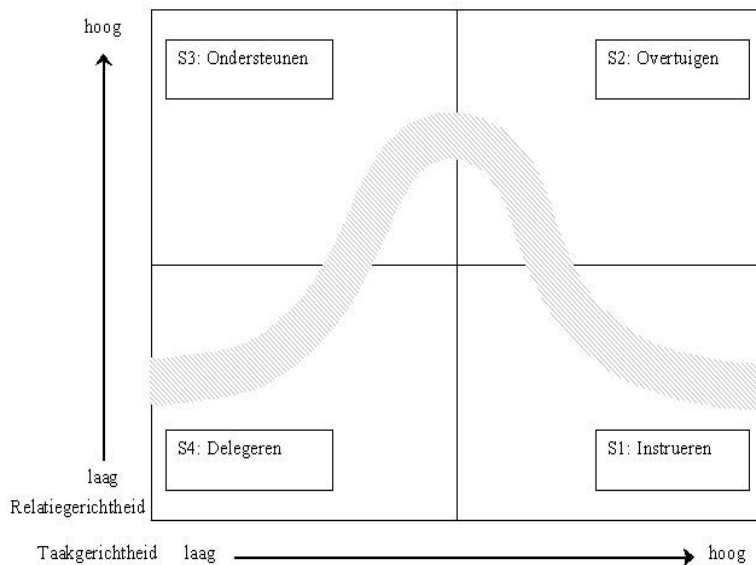 hoog
S3: Ondersteunen
S2: Overtuigen
S4: Delegeren
S1: Instrueren
laag
Relatiegerichtheid
Taakgerichtheid laag hoog